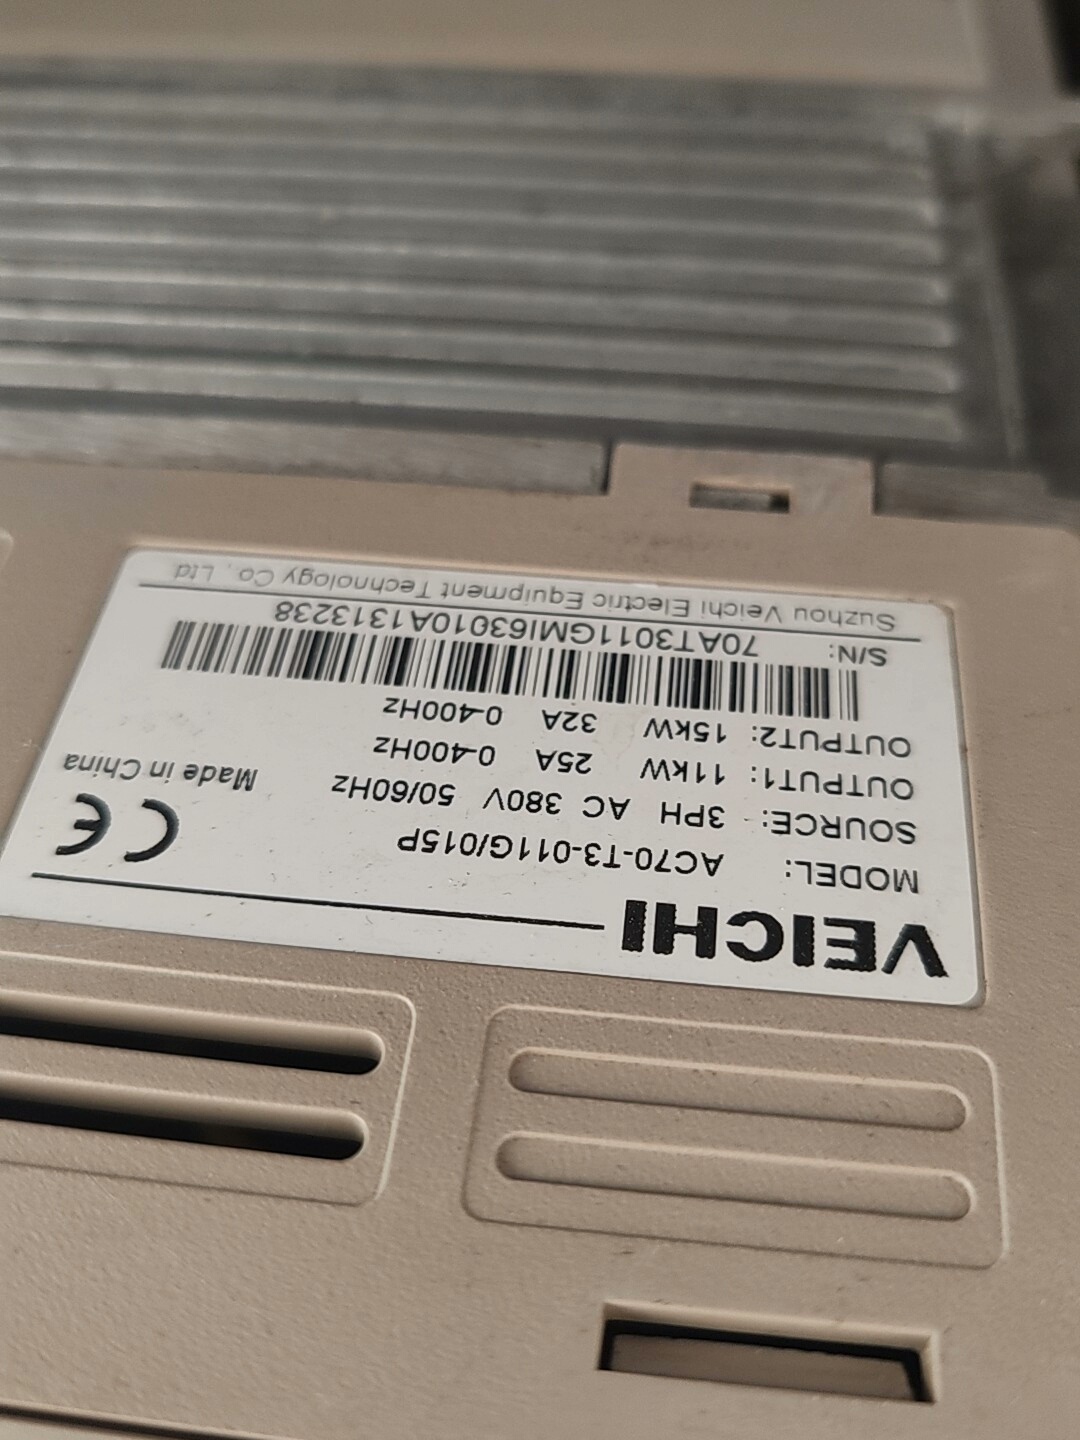 VEICHI
MODEL: AC70-T3-011G/015P
SOURCE: 3PH AC 380V 50/60Hz
OUTPUT1: 11KW 25A 0-400Hz
OUTPUT2: 15KW 32A 0-400Hz
CE
Made in China
S/N: 70AT3011GMI63010A1313238
Suzhou Veichi Electric Equipment Technology Co., Ltd